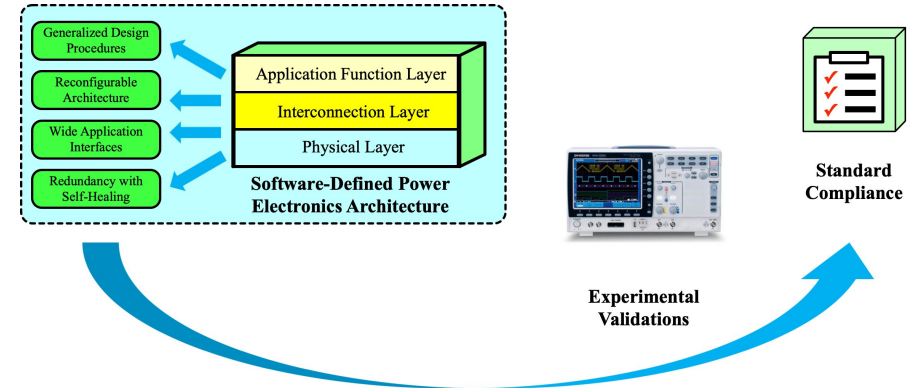 Generalized Design
Procedures
Reconfigurable
Architecture
Wide Application
Interfaces
Redundancy with
Self-Healing
Application Function Layer
Interconnection Layer
Physical Layer
Software-Defined Power
Electronics Architecture
Experimental
Validations
Standard
Compliance